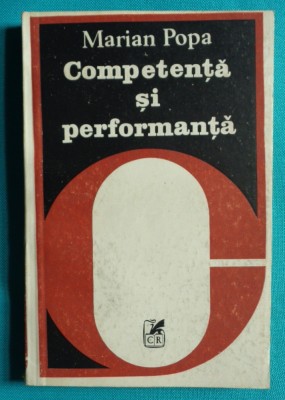 Marian Popa
Competență
și
performanță
CR